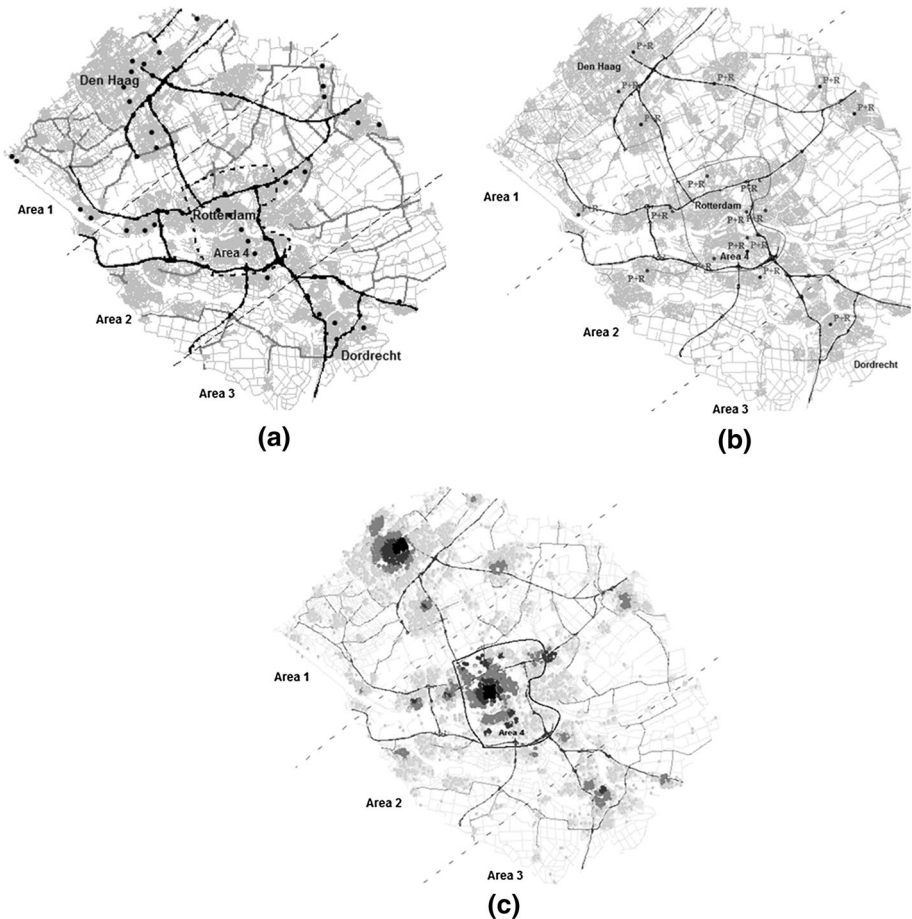 Den Haag
Area 1
Rotterdam
Area 4
Area 2
Dordrecht
Area 3
(a)
P+R
Den Haag
P+R
P+R
P+R
P+R
P+R
P+R
Area 1
P+R
P+R
Rotterdam
P+R
P+R
P+R
P+R
Area 4
P+R
P+R
Area 2
P+R
Dordrecht
Area 3
(b)
Area 1
Area 4
Area 2
Area 3
(c)